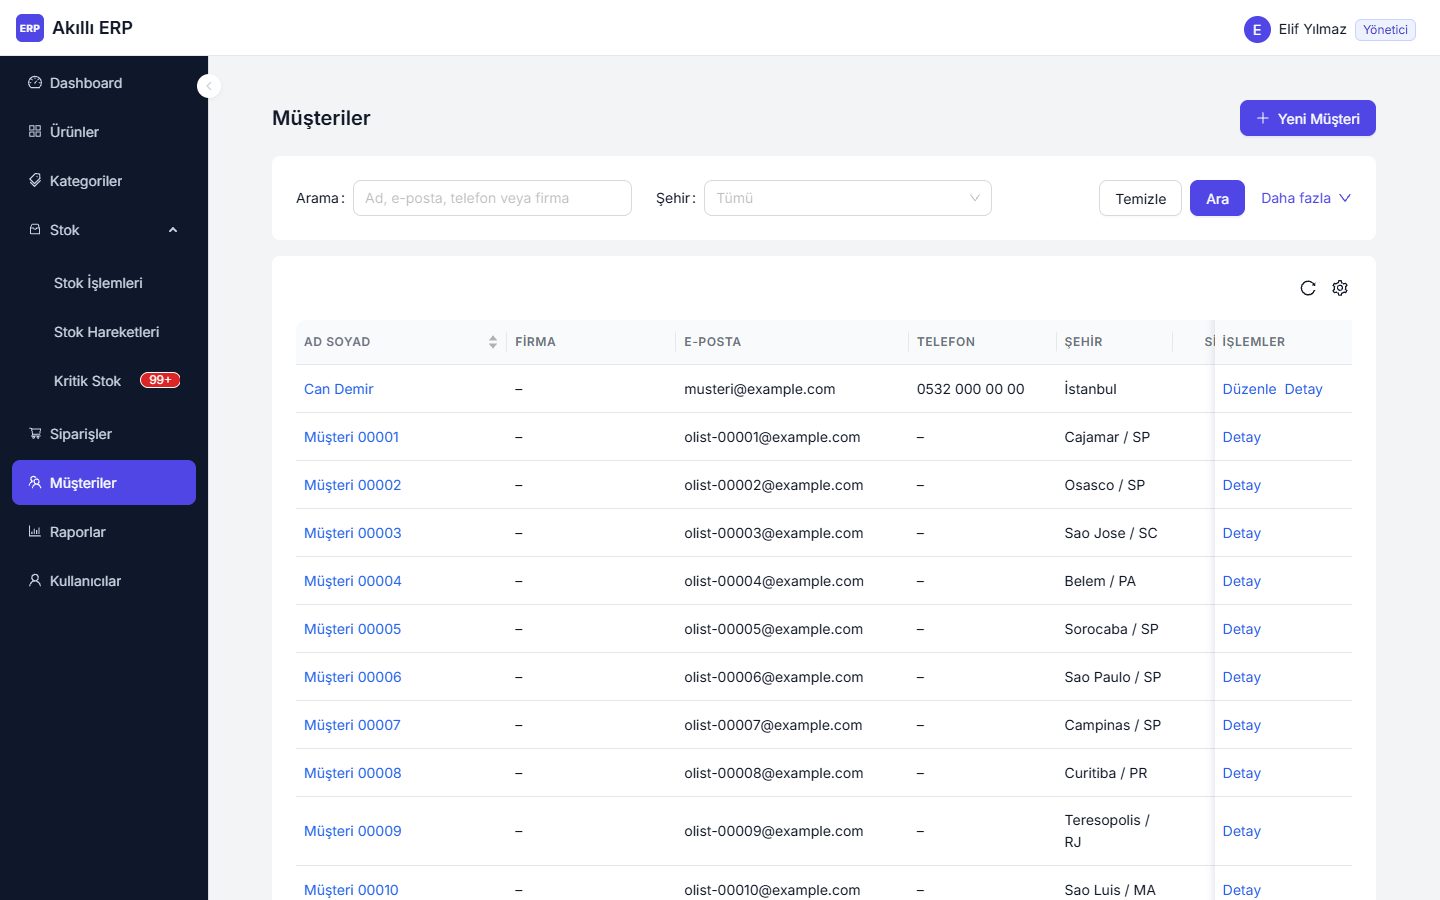 ERP Akıllı ERP
E Elif Yılmaz Yönetici
Dashboard
Ürünler
Kategoriler
Stok
Stok İşlemleri
Stok Hareketleri
Kritik Stok 99+
Siparişler
Müşteriler
Raporlar
Kullanıcılar
Müşteriler
+ Yeni Müşteri
Arama: Ad, e-posta, telefon veya firma Şehir: Tümü Temizle Ara Daha fazla
AD SOYAD FİRMA E-POSTA TELEFON ŞEHİR Sİ İŞLEMLER
Can Demir – musteri@example.com 0532 000 00 00 İstanbul Düzenle Detay
Müşteri 00001 – olist-00001@example.com – Cajamar / SP Detay
Müşteri 00002 – olist-00002@example.com – Osasco / SP Detay
Müşteri 00003 – olist-00003@example.com – Sao Jose / SC Detay
Müşteri 00004 – olist-00004@example.com – Belem / PA Detay
Müşteri 00005 – olist-00005@example.com – Sorocaba / SP Detay
Müşteri 00006 – olist-00006@example.com – Sao Paulo / SP Detay
Müşteri 00007 – olist-00007@example.com – Campinas / SP Detay
Müşteri 00008 – olist-00008@example.com – Curitiba / PR Detay
Müşteri 00009 – olist-00009@example.com – Teresopolis /
RJ Detay
Müşteri 00010 – olist-00010@example.com – Sao Luis / MA Detay